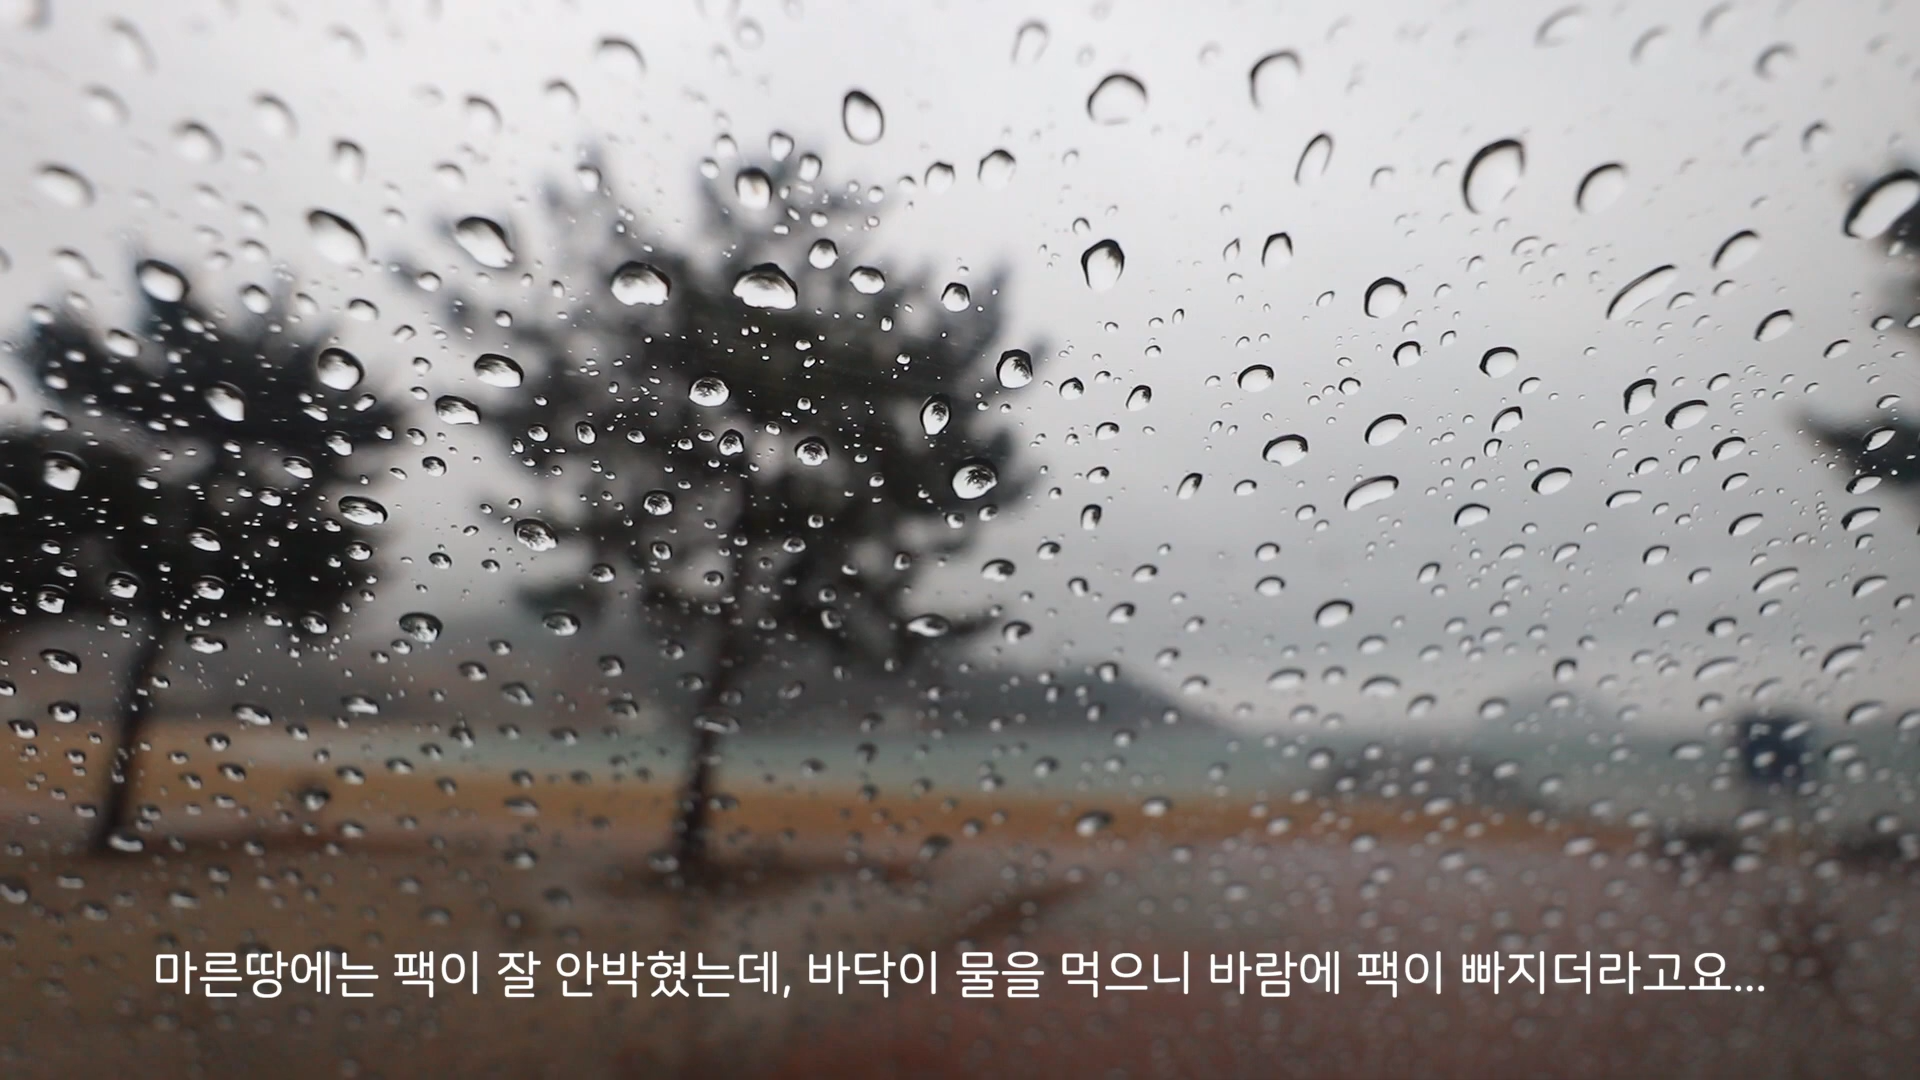 마른땅에는 팩이 잘 안박혔는데, 바닥이 물을 먹으니 바람에 팩이 빠지더라고요...